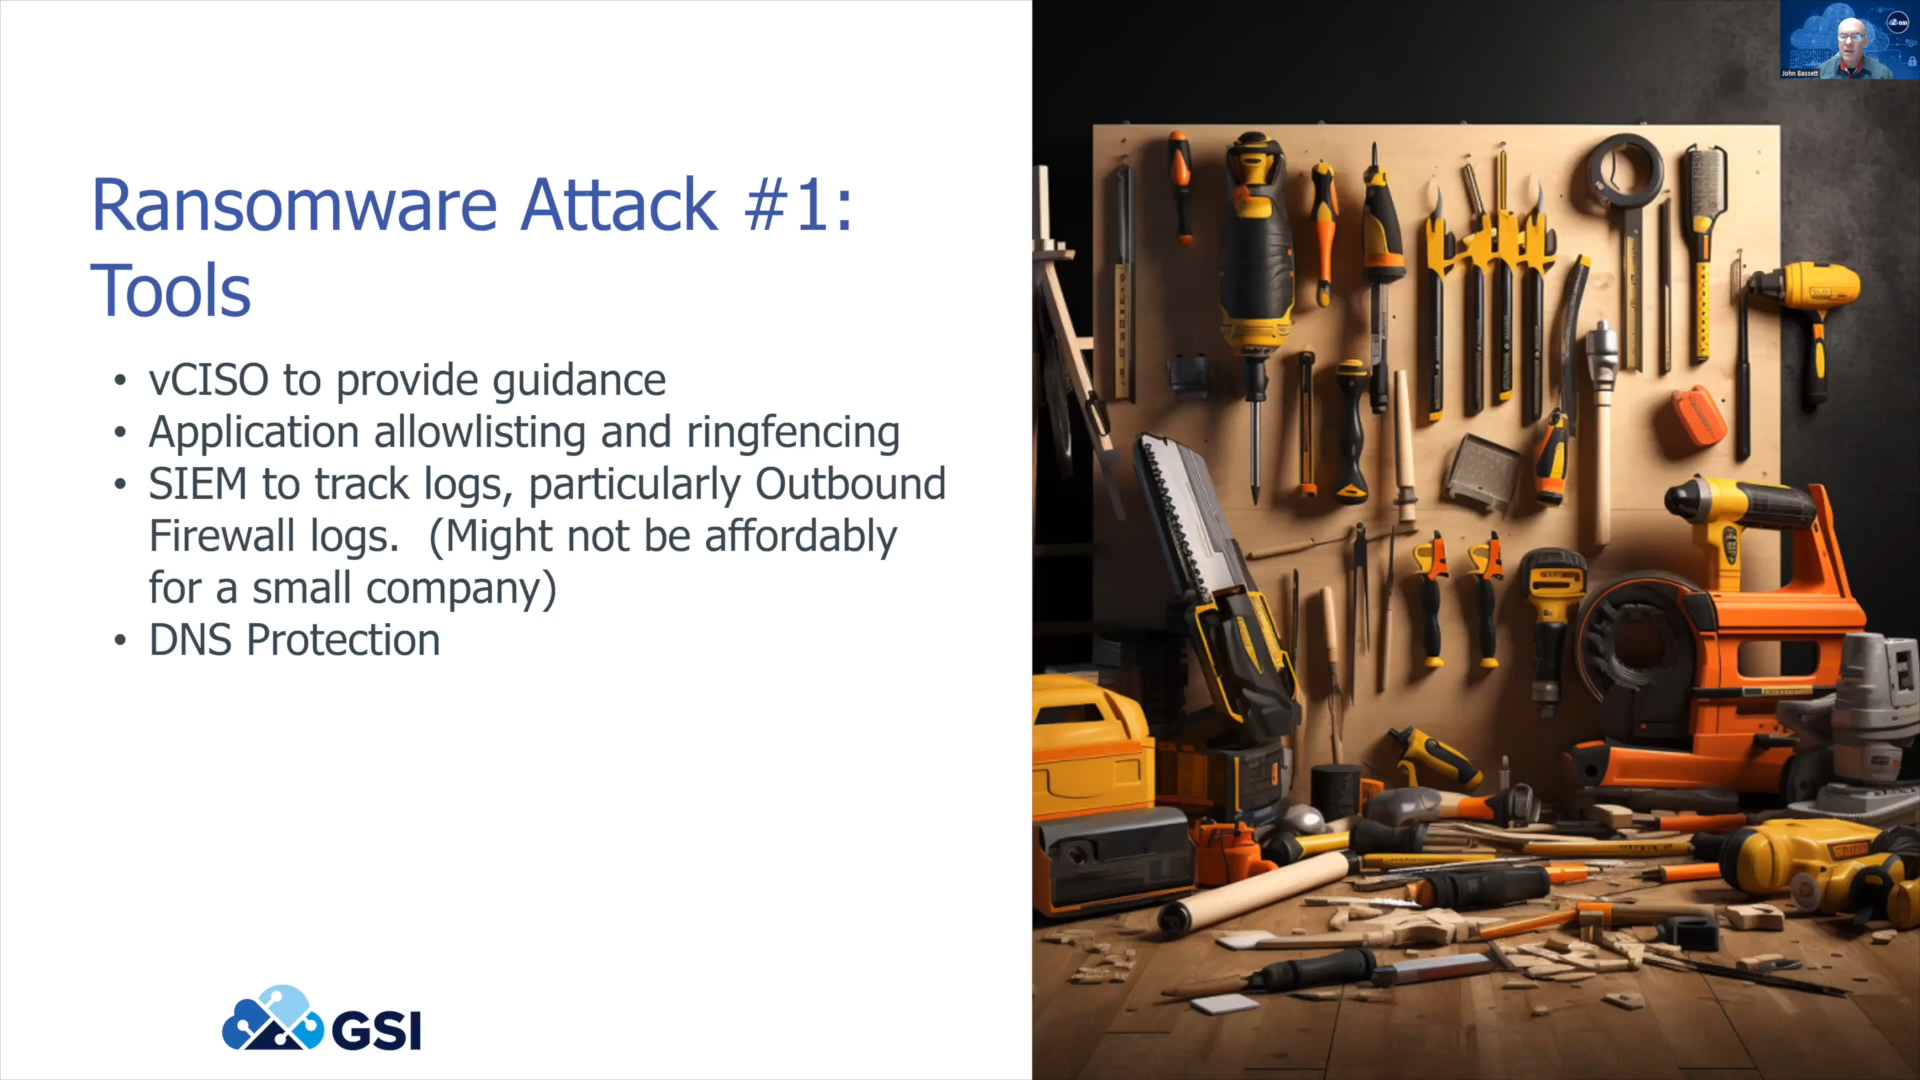 John Bassett
GSI
Ransomware Attack #1:
Tools
• vCISO to provide guidance
• Application allowlisting and ringfencing
• SIEM to track logs, particularly Outbound
Firewall logs.  (Might not be affordably
for a small company)
• DNS Protection
GSI